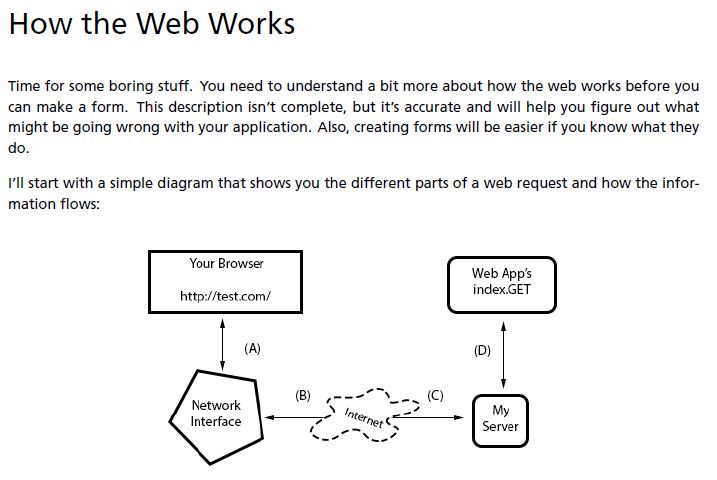 How the Web Works
Time for some boring stuff. You need to understand a bit more about how the web works before you
can make a form. This description isn't complete, but it's accurate and will help you figure out what
might be going wrong with your application. Also, creating forms will be easier if you know what they
do.
I'll start with a simple diagram that shows you the different parts of a web request and how the infor-
mation flows:
Your Browser
http://test.com/
Web App's
index.GET
(A)
(D)
Network
Interface
(B)
Internet
(C)
My
Server